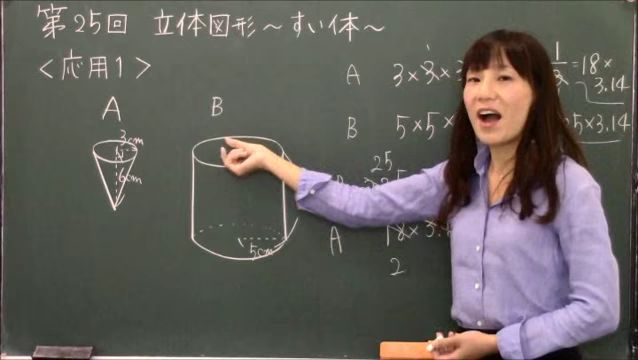 第25回 立体図形～すい体～
＜応用1＞
A
3cm
6cm
B
5cm
A 3×3× 1 =18×
3.14
B 5×5× 5×3.14
25
A 18×3.
2